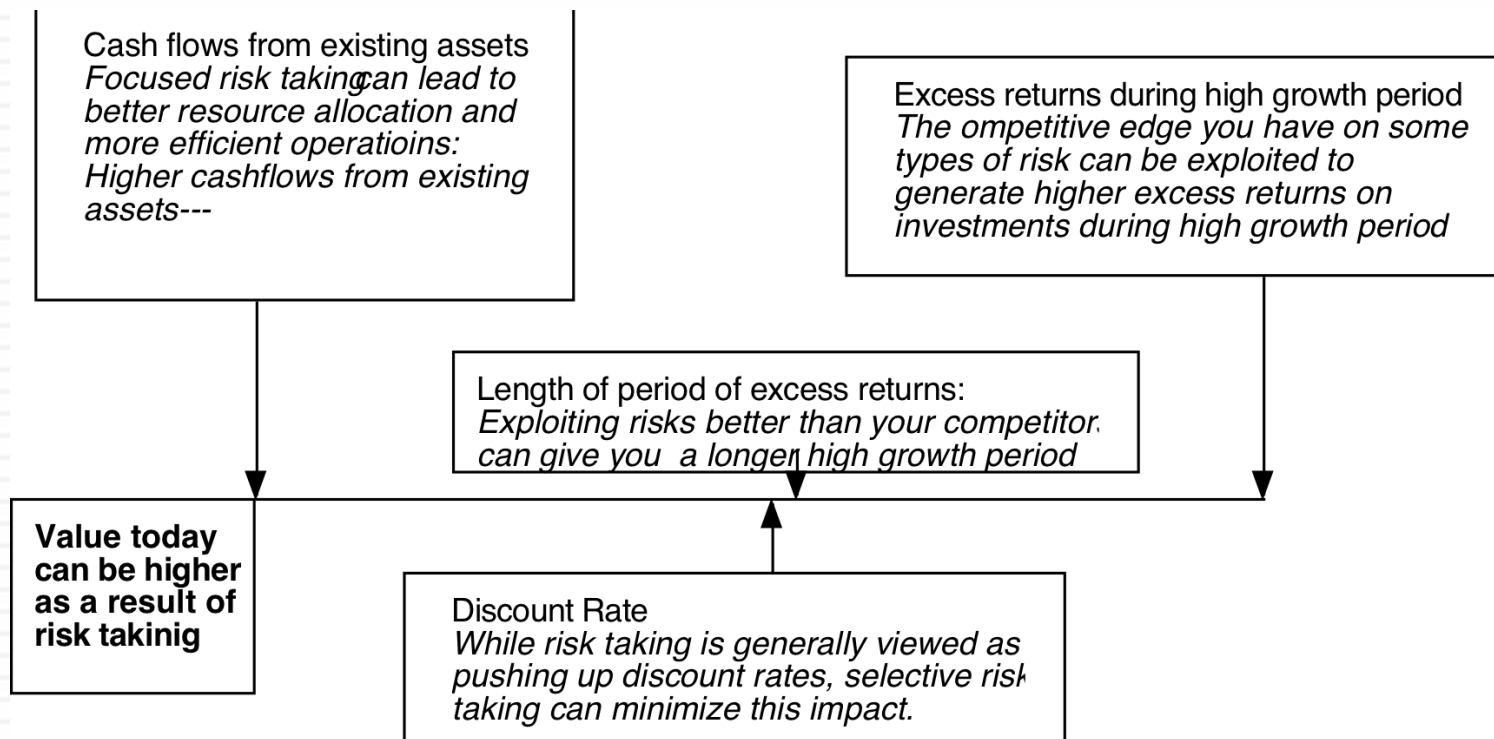 Cash flows from existing assets
Focused risk taking can lead to
better resource allocation and
more efficient operatioins:
Higher cashflows from existing
assets---
Excess returns during high growth period
The ompetitive edge you have on some
types of risk can be exploited to
generate higher excess returns on
investments during high growth period
Length of period of excess returns:
Exploiting risks better than your competitor
can give you a longer high growth period
Value today
can be higher
as a result of
risk takinig
Discount Rate
While risk taking is generally viewed as
pushing up discount rates, selective risk
taking can minimize this impact.